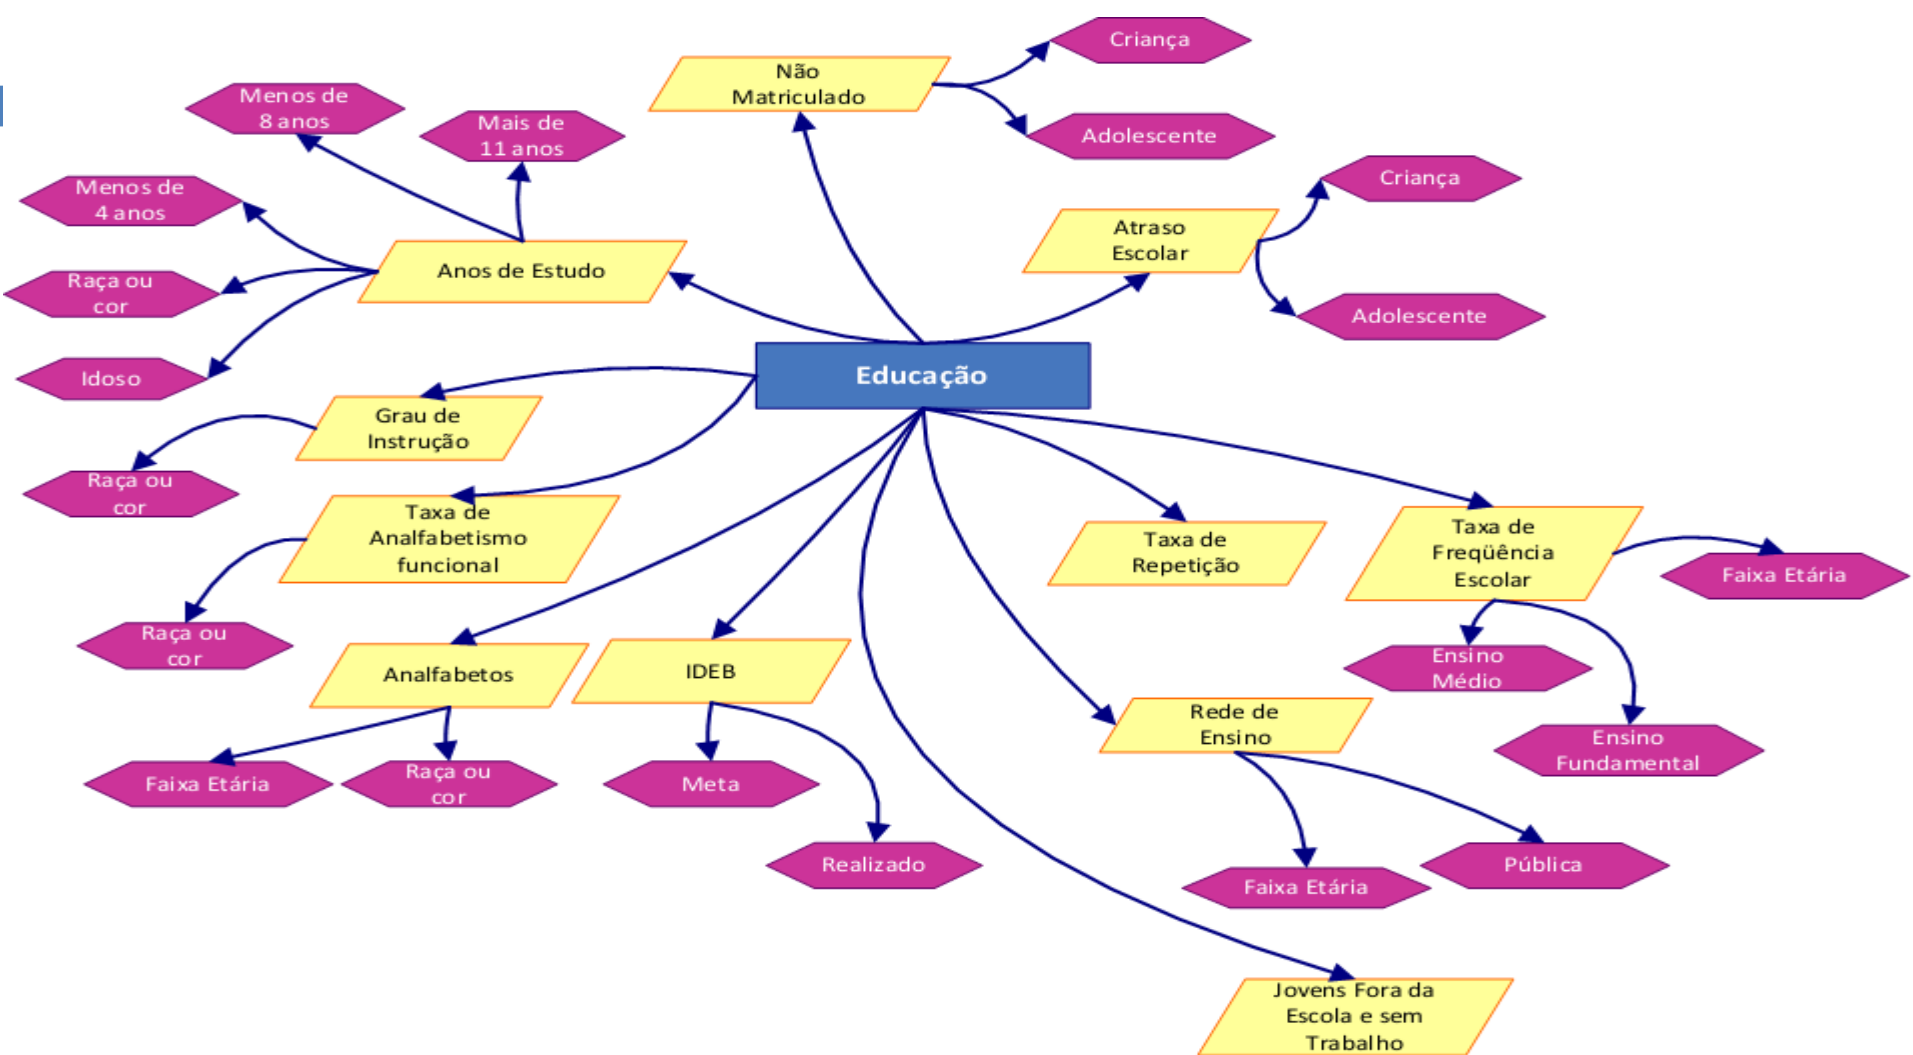 Criança
Não
Matriculado
Menos de
8 anos
Mais de
11 anos
Adolescente
Criança
Menos de
4 anos
Atraso
Escolar
Anos de Estudo
Raça ou
cor
Adolescente
Idoso
Educação
Grau de
Instrução
Raça ou
cor
Taxa de
Analfabetismo
funcional
Taxa de
Repetição
Taxa de
Freqüência
Escolar
Faixa Etária
Raça ou
cor
Analfabetos
IDEB
Ensino
Médio
Rede de
Ensino
Ensino
Fundamental
Faixa Etária
Raça ou
cor
Meta
Realizado
Faixa Etária
Pública
Jovens Fora da
Escola e sem
Trabalho